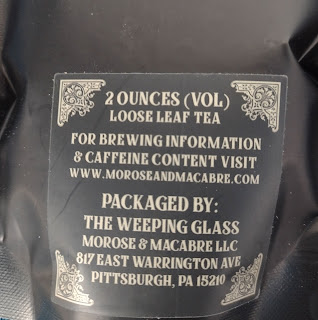 2 OUNCES (VOL)
LOOSE LEAF TEA
FOR BREWING INFORMATION
& CAFFEINE CONTENT VISIT
WWW.MOROSEANDMACABRE.COM
PACKAGED BY:
THE WEEPING GLASS
MOROSE & MACABRE LLC
817 EAST WARRINGTON AVE
PITTSBURGH, PA 15210